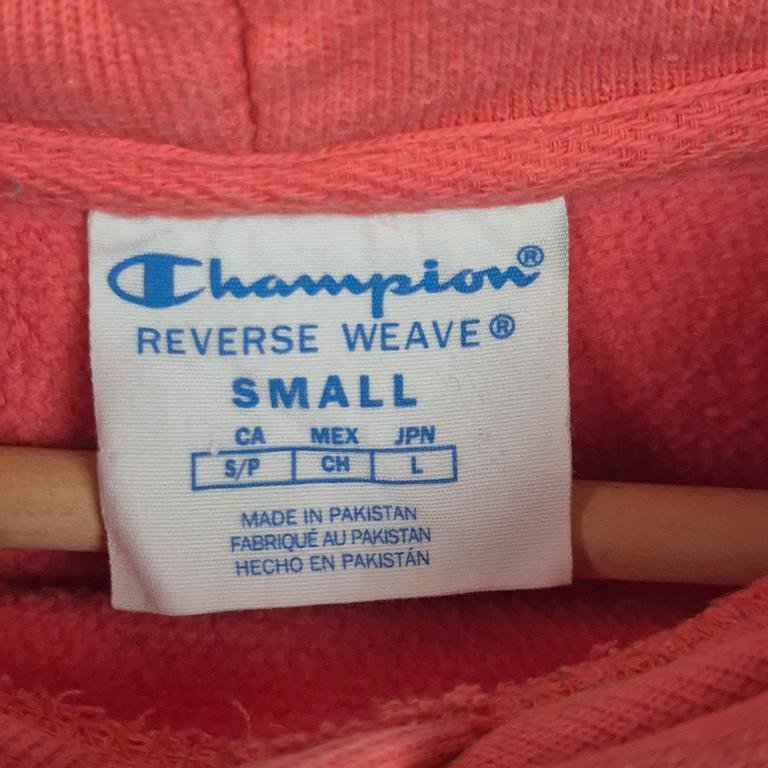 Champion®
REVERSE WEAVE®
SMALL
CA MEX JPN
S/P CH L
MADE IN PAKISTAN
FABRIQUÉ AU PAKISTAN
HECHO EN PAKISTÁN